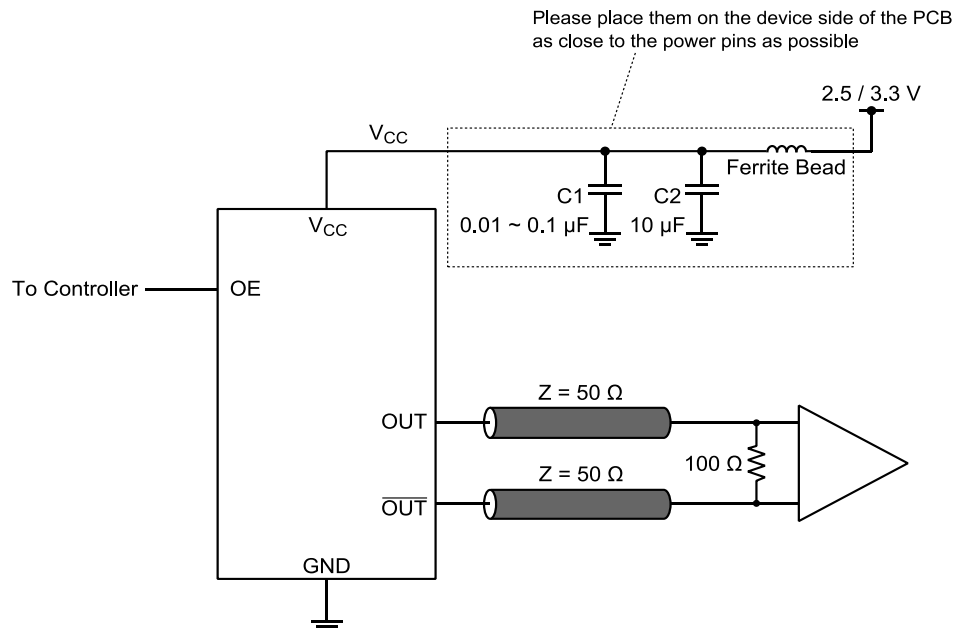 Please place them on the device side of the PCB
as close to the power pins as possible
2.5 / 3.3 V
VCC
Ferrite Bead
C1
0.01 ~ 0.1 µF
C2
10 µF
VCC
To Controller
OE
Z = 50 Ω
OUT
100 Ω
Z = 50 Ω
OUT
GND